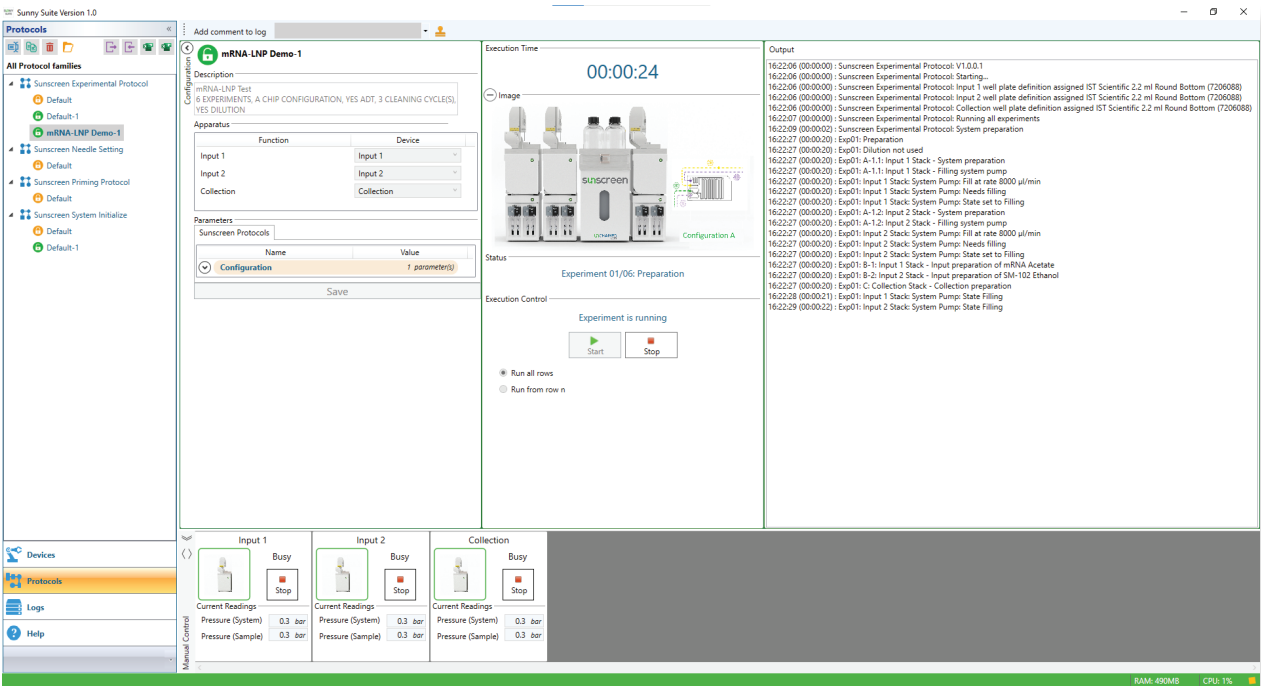 Sunny Suite Version 1.0
Protocols
Add comment to log
All Protocol families
Sunscreen Experimental Protocol
Default
Default-1
mRNA-LNP Demo-1
Sunscreen Needle Setting
Default
Sunscreen Priming Protocol
Default
Sunscreen System Initialize
Default
Default-1
Devices
Protocols
Logs
Help
Configuration
mRNA-LNP Demo-1
Description
mRNA-LNP Test
6 EXPERIMENTS, A CHIP CONFIGURATION, YES ADT, 3 CLEANING CYCLE(S),
YES DILUTION
Apparatus
Function Device
Input 1 Input 1
Input 2 Input 2
Collection Collection
Parameters
Sunscreen Protocols
Name Value
Configuration 1 parameter(s)
Save
Execution Time
00:00:24
Image
sunscreen
Configuration A
Status
Experiment 01/06: Preparation
Execution Control
Experiment is running
Start
Stop
Run all rows
Run from row n
Output
16:22:06 (00:00:00) : Sunscreen Experimental Protocol: V1.0.0.1
16:22:06 (00:00:00) : Sunscreen Experimental Protocol: Starting...
16:22:06 (00:00:00) : Sunscreen Experimental Protocol: Input 1 well plate definition assigned IST Scientific 2.2 ml Round Bottom (7206088)
16:22:06 (00:00:00) : Sunscreen Experimental Protocol: Input 2 well plate definition assigned IST Scientific 2.2 ml Round Bottom (7206088)
16:22:06 (00:00:00) : Sunscreen Experimental Protocol: Collection well plate definition assigned IST Scientific 2.2 ml Round Bottom (7206088)
16:22:07 (00:00:00) : Sunscreen Experimental Protocol: Running all experiments
16:22:09 (00:00:02) : Sunscreen Experimental Protocol: System preparation
16:22:27 (00:00:20) : Exp01: Preparation
16:22:27 (00:00:20) : Exp01: Dilution not used
16:22:27 (00:00:20) : Exp01: A-1.1: Input 1 Stack - System preparation
16:22:27 (00:00:20) : Exp01: A-1.1: Input 1 Stack - Filling system pump
16:22:27 (00:00:20) : Exp01: Input 1 Stack: System Pump: Fill at rate 8000 µl/min
16:22:27 (00:00:20) : Exp01: Input 1 Stack: System Pump: Needs filling
16:22:27 (00:00:20) : Exp01: Input 1 Stack: System Pump: State set to Filling
16:22:27 (00:00:20) : Exp01: A-1.2: Input 2 Stack - System preparation
16:22:27 (00:00:20) : Exp01: A-1.2: Input 2 Stack - Filling system pump
16:22:27 (00:00:20) : Exp01: Input 2 Stack: System Pump: Fill at rate 8000 µl/min
16:22:27 (00:00:20) : Exp01: Input 2 Stack: System Pump: Needs filling
16:22:27 (00:00:20) : Exp01: Input 2 Stack: System Pump: State set to Filling
16:22:27 (00:00:20) : Exp01: B-1: Input 1 Stack - Input preparation of mRNA Acetate
16:22:27 (00:00:20) : Exp01: B-2: Input 2 Stack - Input preparation of SM-102 Ethanol
16:22:27 (00:00:20) : Exp01: C: Collection Stack - Collection preparation
16:22:28 (00:00:21) : Exp01: Input 1 Stack: System Pump: State Filling
16:22:29 (00:00:22) : Exp01: Input 2 Stack: System Pump: State Filling
Manual Control
Input 1
Busy
Stop
Current Readings
Pressure (System) 0.3 bar
Pressure (Sample) 0.3 bar
Input 2
Busy
Stop
Current Readings
Pressure (System) 0.3 bar
Pressure (Sample) 0.3 bar
Collection
Busy
Stop
Current Readings
Pressure (System) 0.3 bar
Pressure (Sample) 0.3 bar
RAM: 490MB CPU: 1%